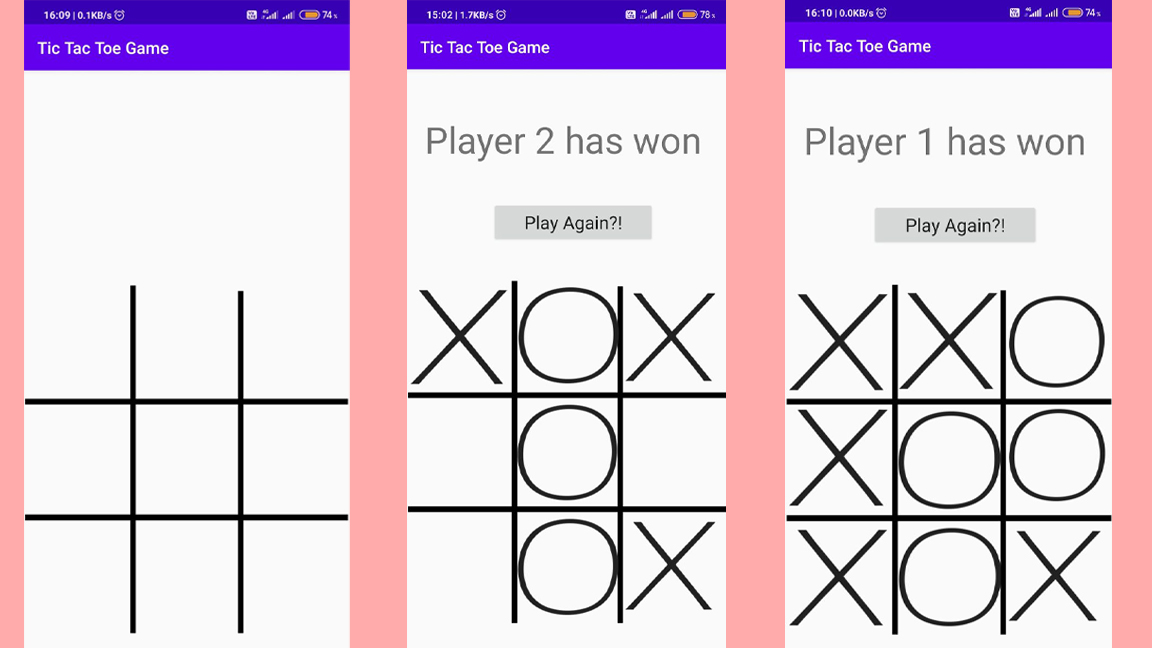 16:09 | 0.1KB/s
74%
Tic Tac Toe Game
15:02 | 1.7KB/s
78%
Tic Tac Toe Game
Player 2 has won
Play Again?!
X O X
O
O X
16:10 | 0.0KB/s
74%
Tic Tac Toe Game
Player 1 has won
Play Again?!
X X O
X O O
X O X